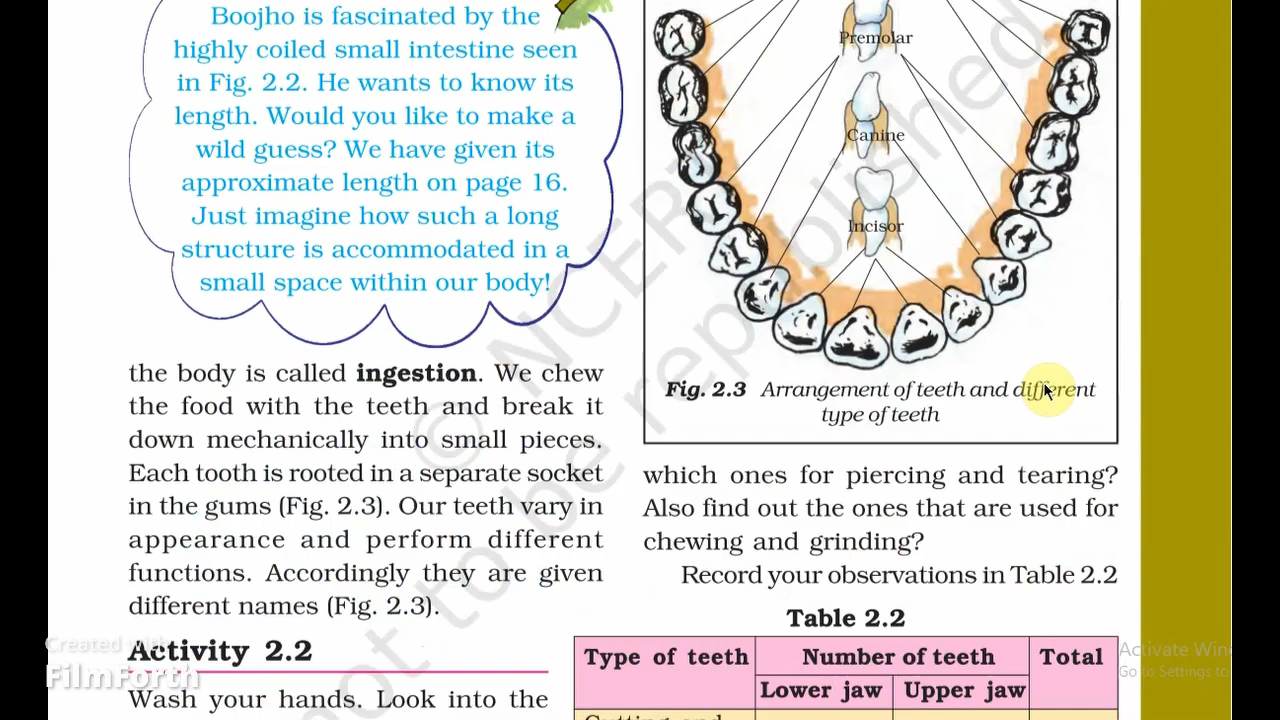 Boojho is fascinated by the
highly coiled small intestine seen
in Fig. 2.2. He wants to know its
length. Would you like to make a
wild guess? We have given its
approximate length on page 16.
Just imagine how such a long
structure is accommodated in a
small space within our body!
the body is called ingestion. We chew
the food with the teeth and break it
down mechanically into small pieces.
Each tooth is rooted in a separate socket
in the gums (Fig. 2.3). Our teeth vary in
appearance and perform different
functions. Accordingly they are given
different names (Fig. 2.3).
Activity 2.2
Wash your hands. Look into the
Premolar
Canine
Incisor
Fig. 2.3 Arrangement of teeth and different
type of teeth
which ones for piercing and tearing?
Also find out the ones that are used for
chewing and grinding?
Record your observations in Table 2.2
Table 2.2
Type of teeth Number of teeth Total
Lower jaw Upper jaw
Cutting and
© NCERT
not to be republished
Created with
FilmForth
Activate Win
Go to Settings to